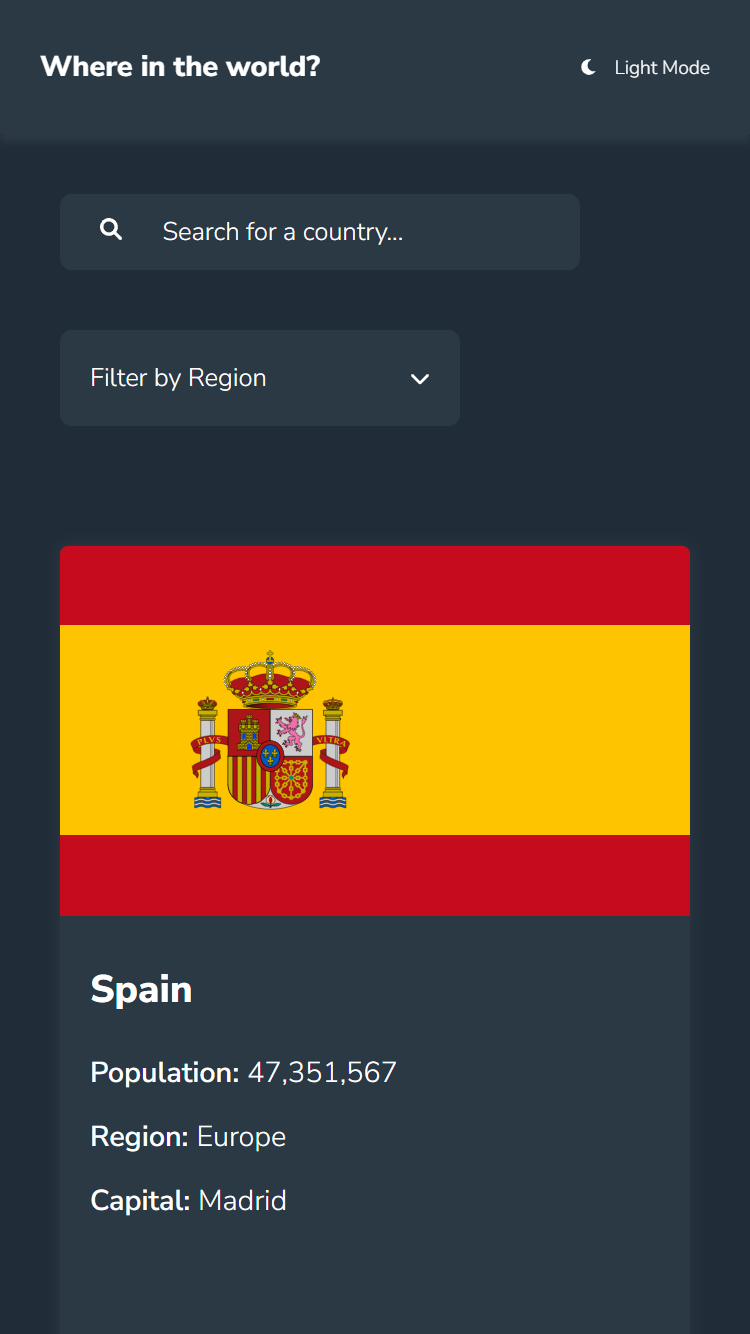 Where in the world?
Light Mode
Search for a country...
Filter by Region
PLVS VITRA
Spain
Population: 47,351,567
Region: Europe
Capital: Madrid